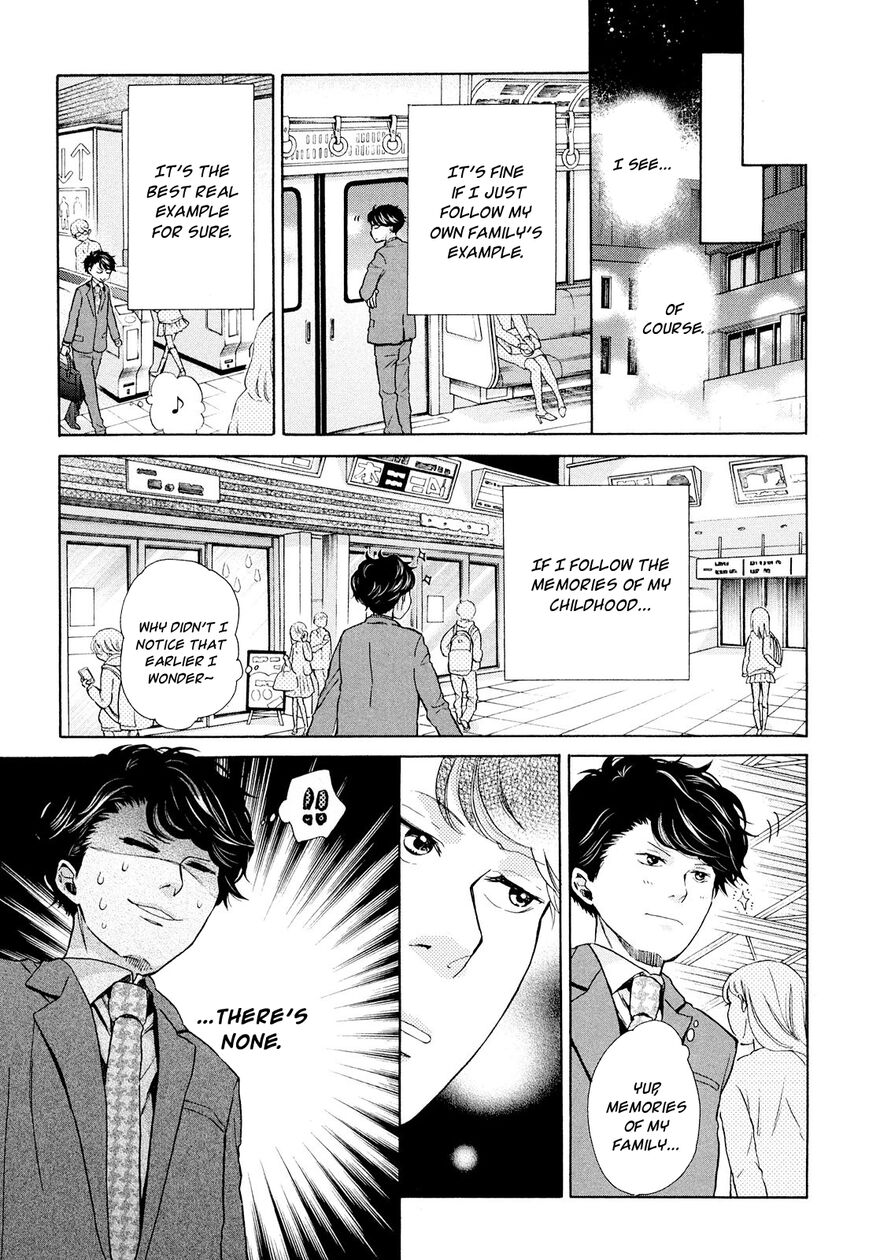 I SEE...
OF
COURSE.
IT'S FINE
IF I JUST
FOLLOW MY
OWN FAMILY'S
EXAMPLE.
IT'S THE
BEST REAL
EXAMPLE
FOR SURE.
♪
IF I FOLLOW THE
MEMORIES OF MY
CHILDHOOD...
本
WHY DIDN'T I
NOTICE THAT
EARLIER I
WONDER~
YUP,
MEMORIES
OF MY
FAMILY...
!!
...THERE'S
NONE.